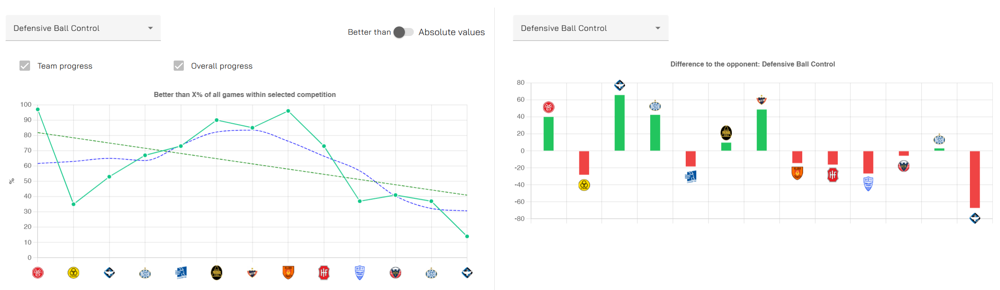 Defensive Ball Control
Better than
Absolute values
Team progress
Overall progress
Better than X% of all games within selected competition
100
90
80
70
60
50
40
30
20
10
0
%
Defensive Ball Control
Difference to the opponent: Defensive Ball Control
80
60
40
20
0
-20
-40
-60
-80